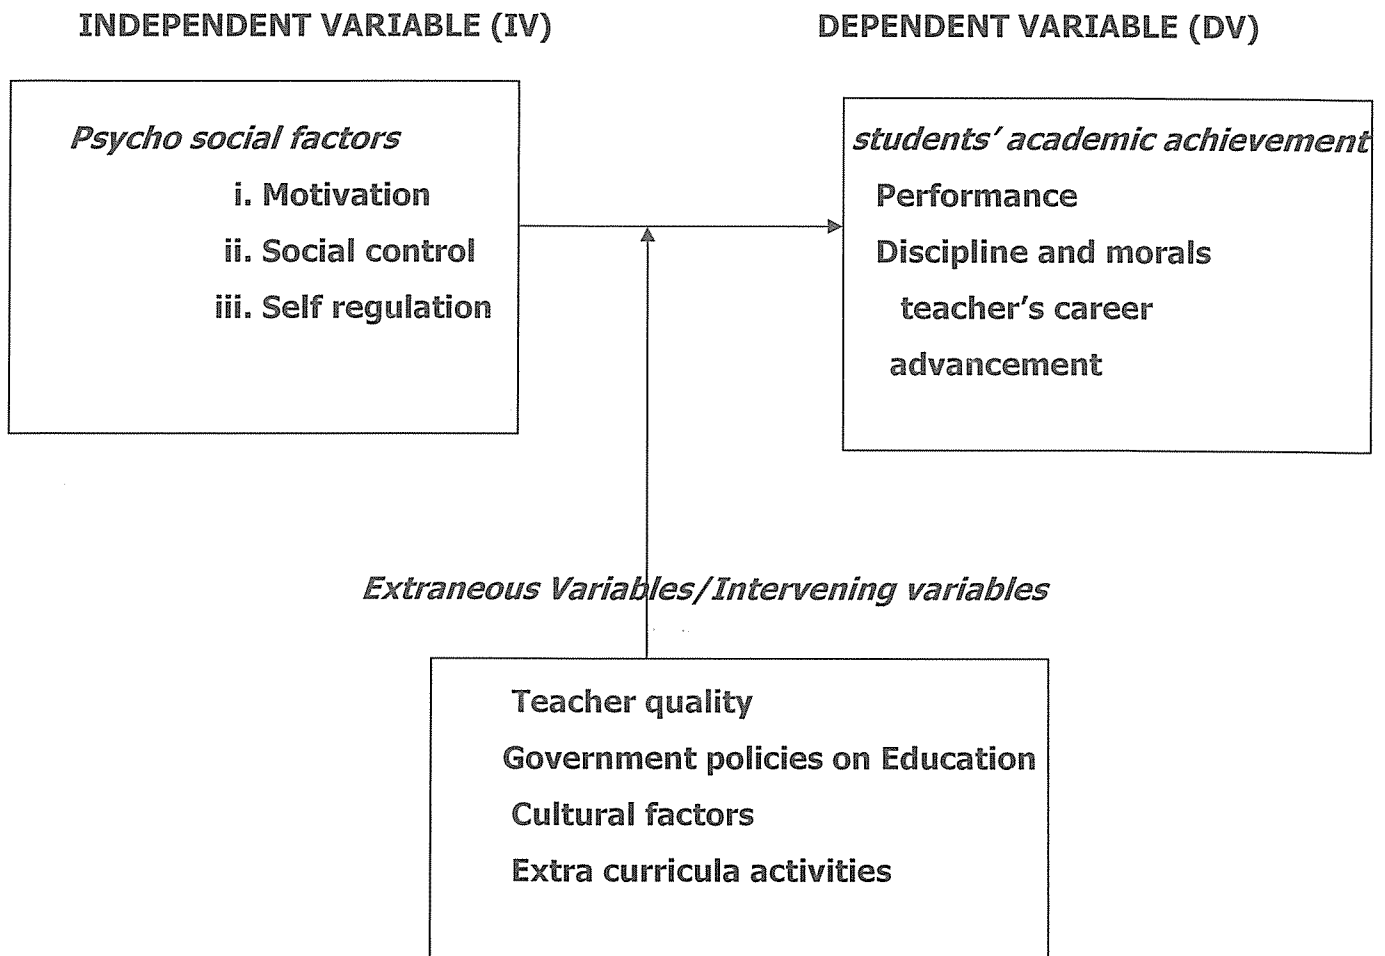 INDEPENDENT VARIABLE (IV)
DEPENDENT VARIABLE (DV)
Psycho social factors
i. Motivation
ii. Social control
iii. Self regulation
students' academic achievement
Performance
Discipline and morals
teacher's career
advancement
Extraneous Variables/Intervening variables
Teacher quality
Government policies on Education
Cultural factors
Extra curricula activities